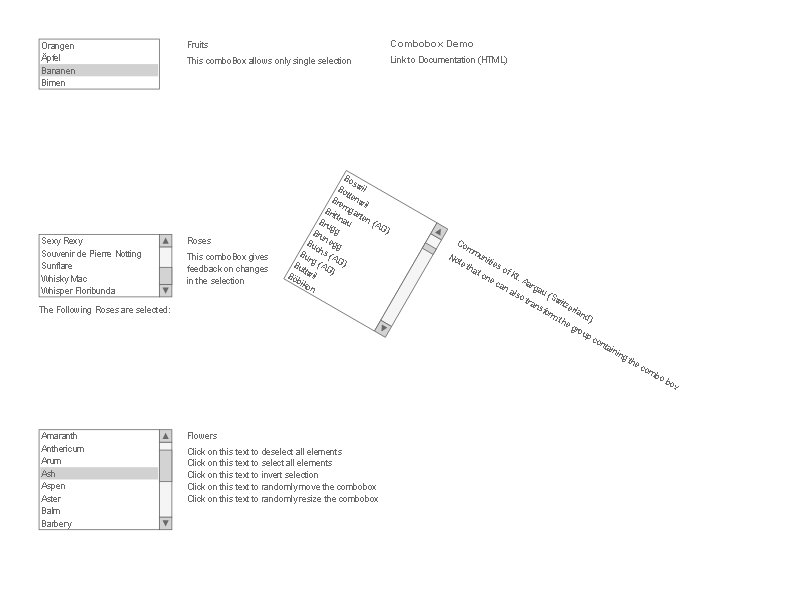 Orangen
Äpfel
Bananen
Birnen
Fruits
This comboBox allows only single selection
Combobox Demo
Link to Documentation (HTML)
Sexy Rexy
Souvenir de Pierre Notting
Sunflare
Whisky Mac
Whisper Floribunda
The Following Roses are selected:
Roses
This comboBox gives
feedback on changes
in the selection
Boswil
Bottenwil
Bremgarten (AG)
Brittnau
Brugg
Brunegg
Buchs (AG)
Burg (AG)
Buttwil
Böbikon
Communities of Kt. Aargau (Switzerland)
Note that one can also transform the group containing the combo box
Amaranth
Anthericum
Arum
Ash
Aspen
Aster
Balm
Barbery
Flowers
Click on this text to deselect all elements
Click on this text to select all elements
Click on this text to invert selection
Click on this text to randomly move the combobox
Click on this text to randomly resize the combobox